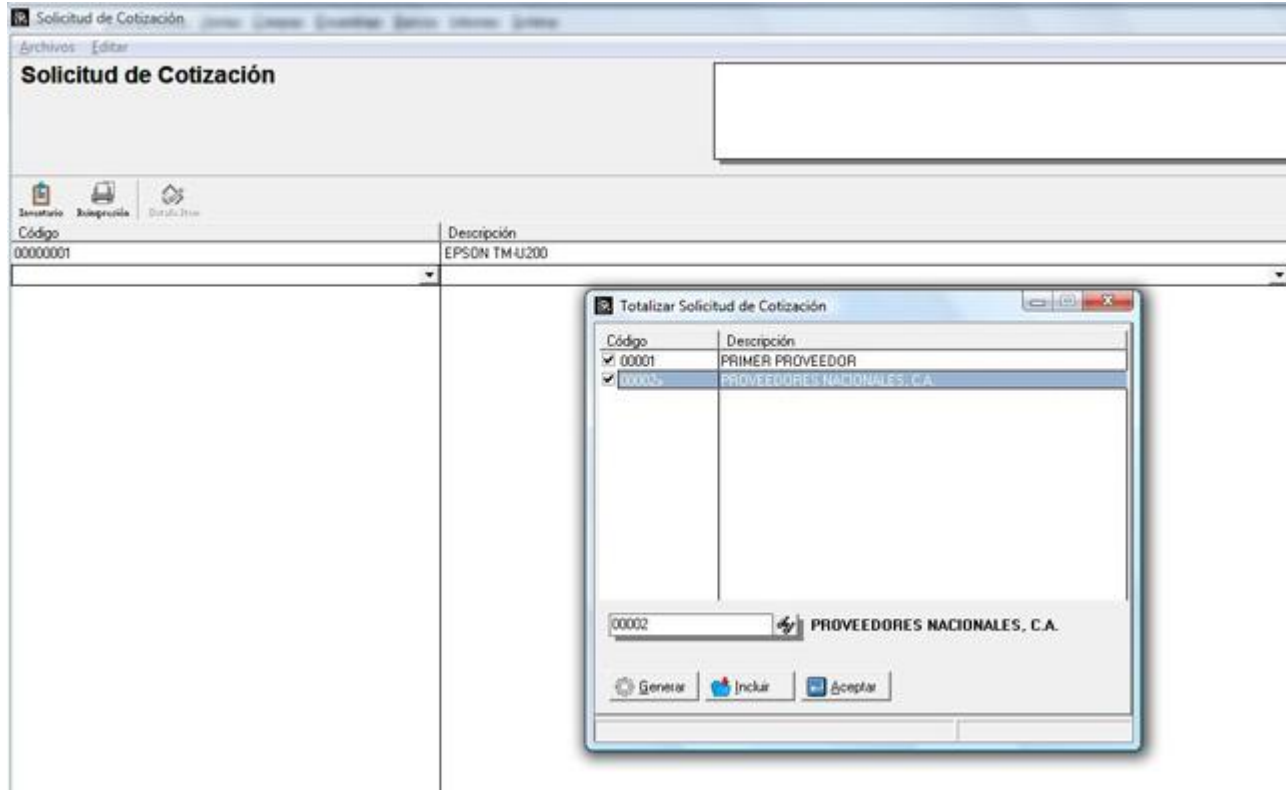 Solicitud de Cotización
Archivos Editar
Solicitud de Cotización
Inventario Reimpresión
Código Descripción
00000001 EPSON TM-U200
Totalizar Solicitud de Cotización
Código Descripción
00001 PRIMER PROVEEDOR
00002 PROVEEDORES NACIONALES, C.A.
00002 PROVEEDORES NACIONALES, C.A.
Generar Incluir Aceptar